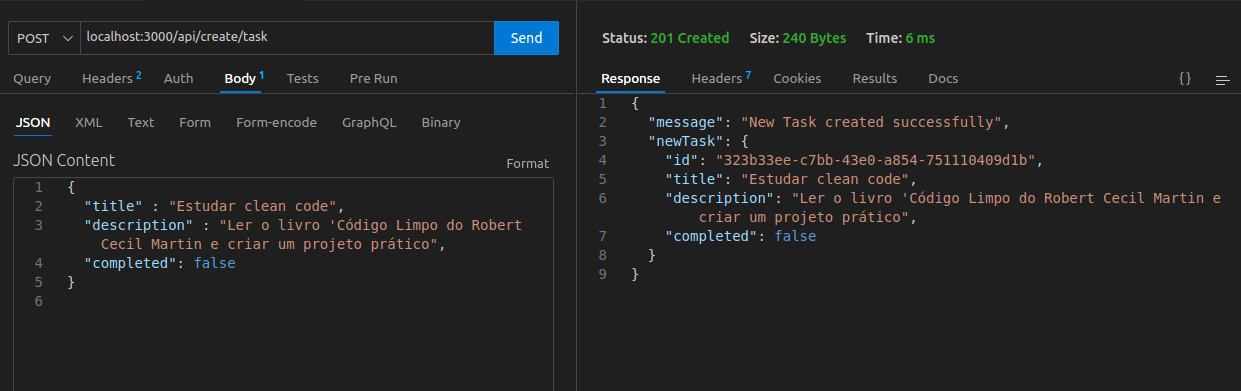 POST localhost:3000/api/create/task Send
Query Headers 2 Auth Body 1 Tests Pre Run
JSON XML Text Form Form-encode GraphQL Binary
JSON Content Format
1 {
2 "title" : "Estudar clean code",
3 "description" : "Ler o livro 'Código Limpo do Robert
Cecil Martin e criar um projeto prático",
4 "completed": false
5 }
6
Status: 201 Created Size: 240 Bytes Time: 6 ms
Response Headers 7 Cookies Results Docs {}
1 {
2 "message": "New Task created successfully",
3 "newTask": {
4 "id": "323b33ee-c7bb-43e0-a854-751110409d1b",
5 "title": "Estudar clean code",
6 "description": "Ler o livro 'Código Limpo do Robert Cecil Martin e
criar um projeto prático",
7 "completed": false
8 }
9 }